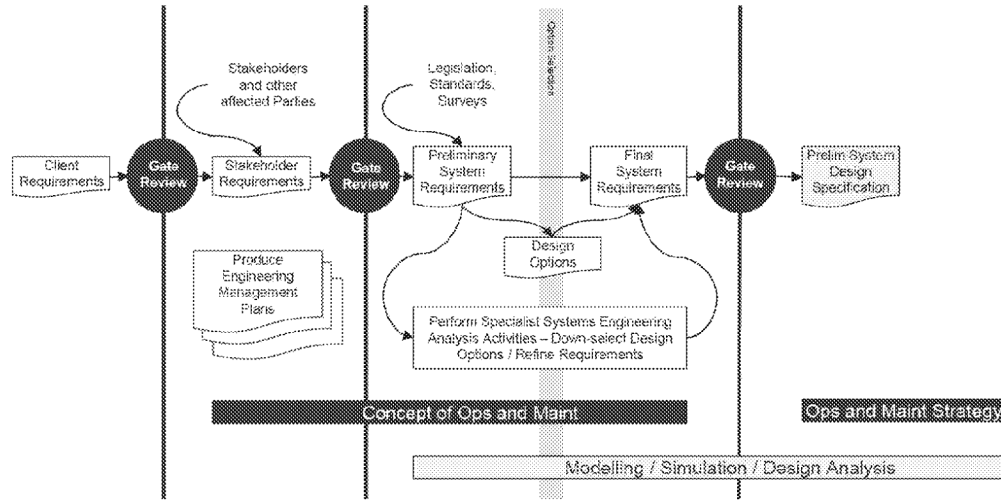 Option Selection
Stakeholders
and other
affected Parties
Legislation,
Standards,
Surveys
Client
Requirements
Gate
Review
Stakeholder
Requirements
Gate
Review
Preliminary
System
Requirements
Final
System
Requirements
Gate
Review
Prelim System
Design
Specification
Design
Options
Produce
Engineering
Management
Plans
Perform Specialist Systems Engineering
Analysis Activities – Down-select Design
Options / Refine Requirements
Concept of Ops and Maint
Ops and Maint Strategy
Modelling / Simulation / Design Analysis